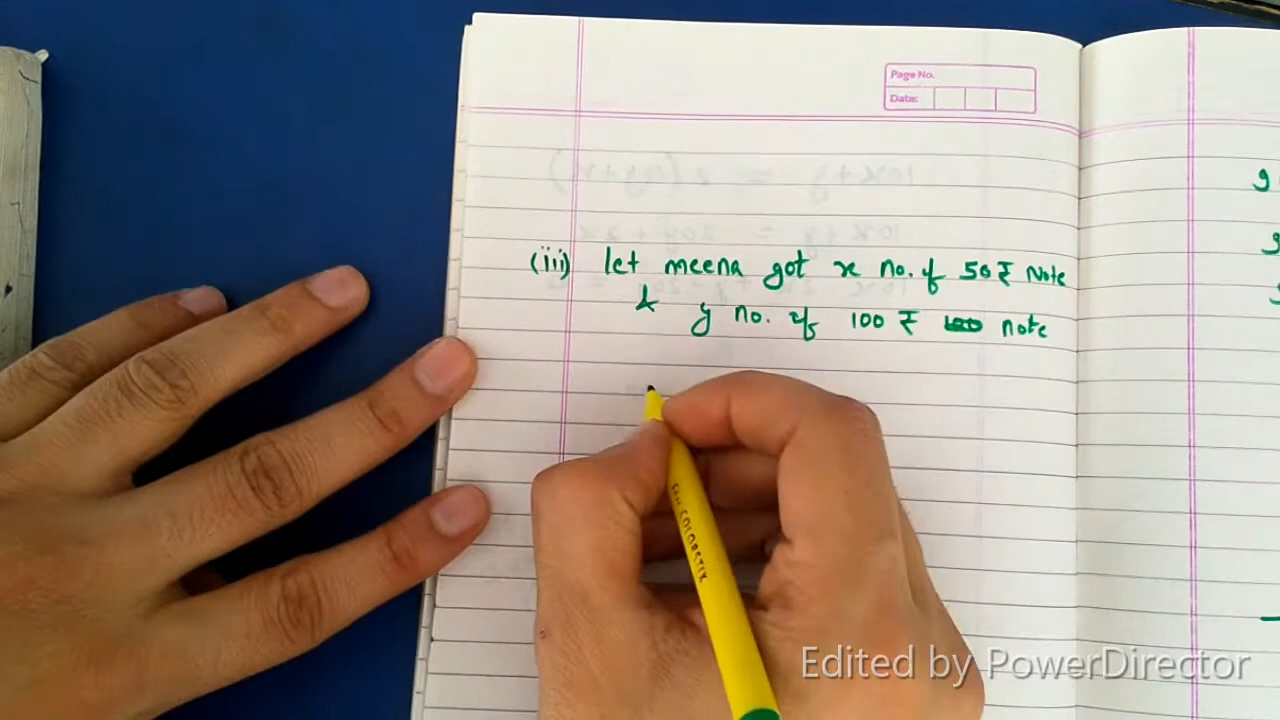 Page No.
Date:
(iii) let meena got x no. of 50 ₹ Note
& y no. of 100 ₹ note
Edited by PowerDirector